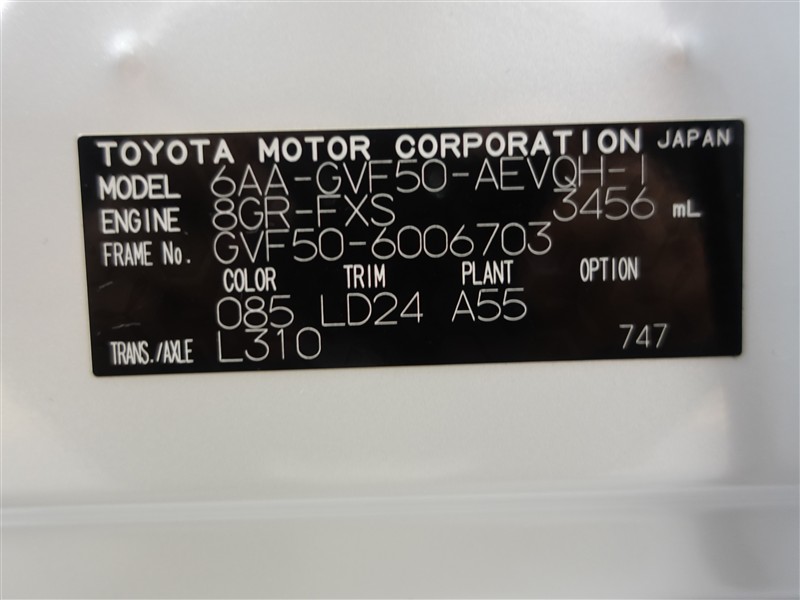 TOYOTA MOTOR CORPORATION JAPAN
MODEL 6AA-GVF50-AEVQH-I
ENGINE 8GR-FXS 3456 mL
FRAME No. GVF50-6006703
COLOR TRIM PLANT OPTION
085 LD24 A55
TRANS./AXLE L310 747